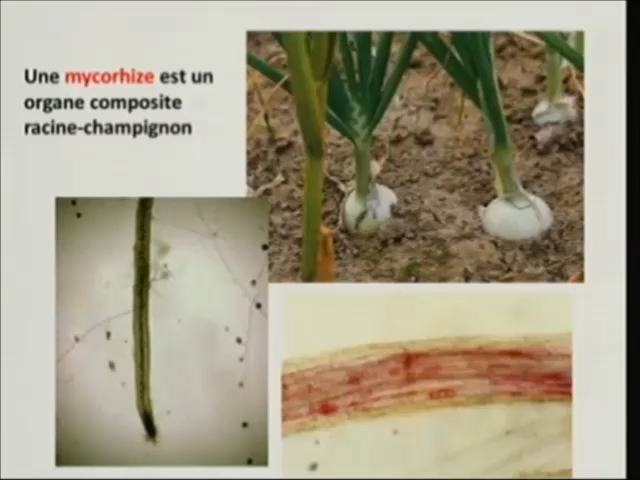 Une mycorhize est un
organe composite
racine-champignon